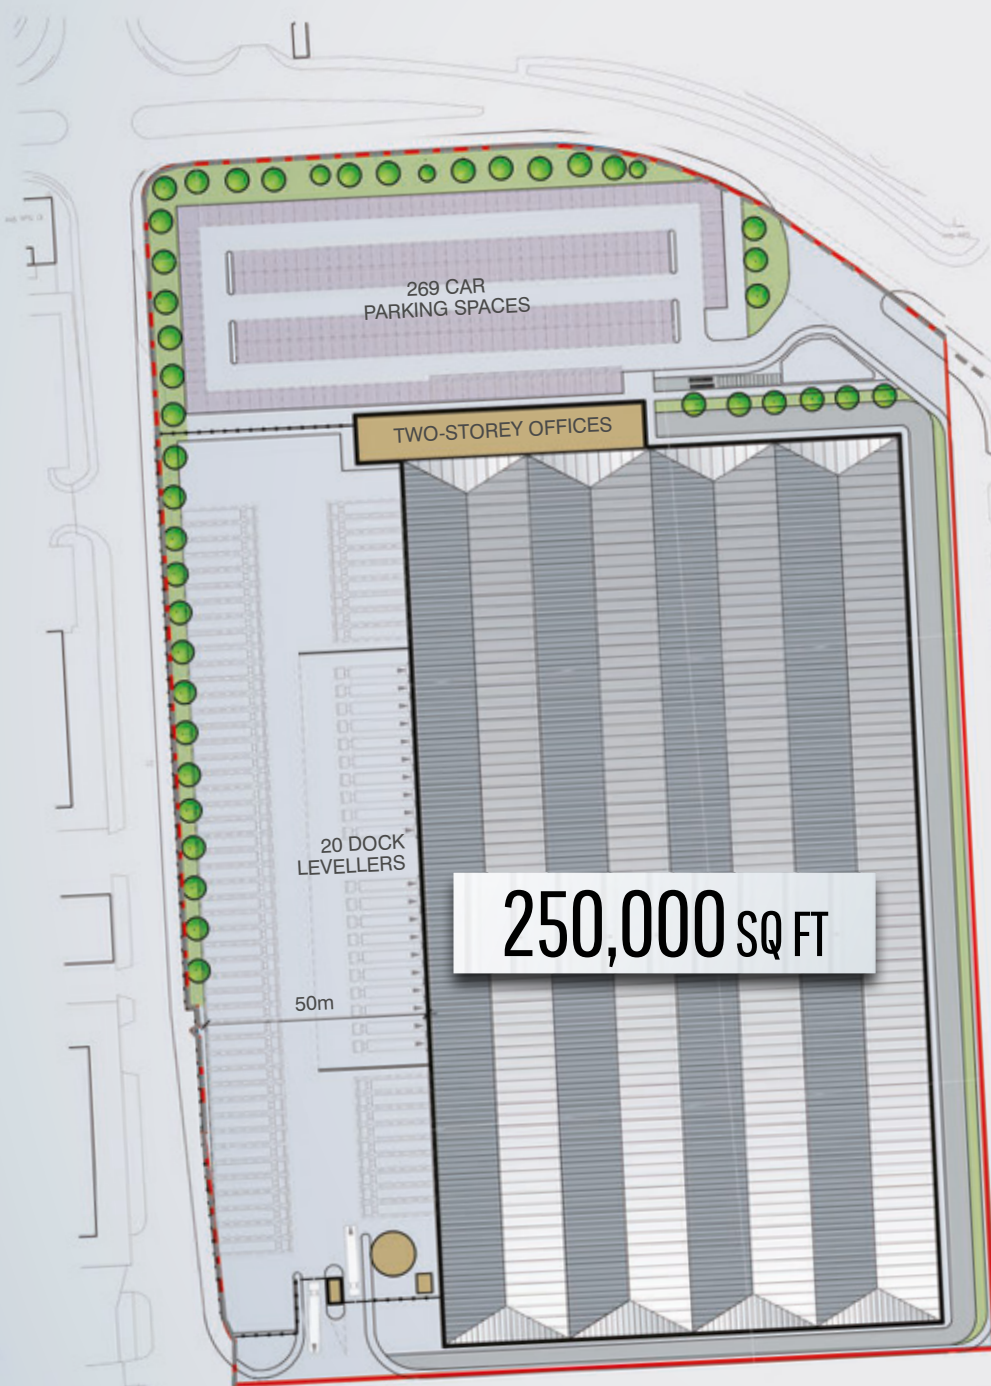 269 CAR
PARKING SPACES
TWO-STOREY OFFICES
20 DOCK
LEVELLERS
250,000 SQ FT
50m